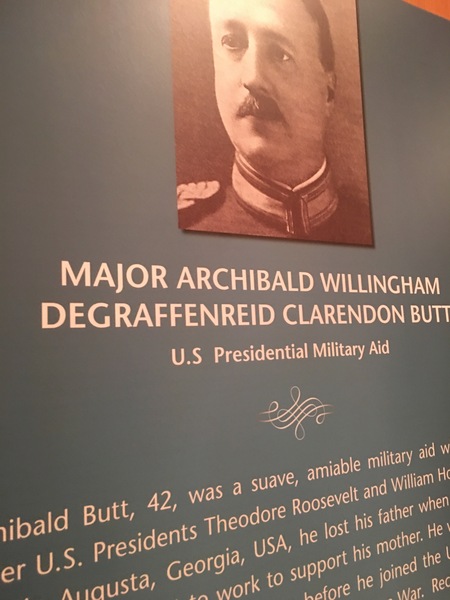 MAJOR ARCHIBALD WILLINGHAM
DEGRAFFENREID CLARENDON BUTT
U.S Presidential Military Aid
hibald Butt, 42, was a suave, amiable military aid w
er U.S. Presidents Theodore Roosevelt and William Ho
Augusta, Georgia, USA, he lost his father when
to work to support his mother. He
before he joined the U
War. Rec